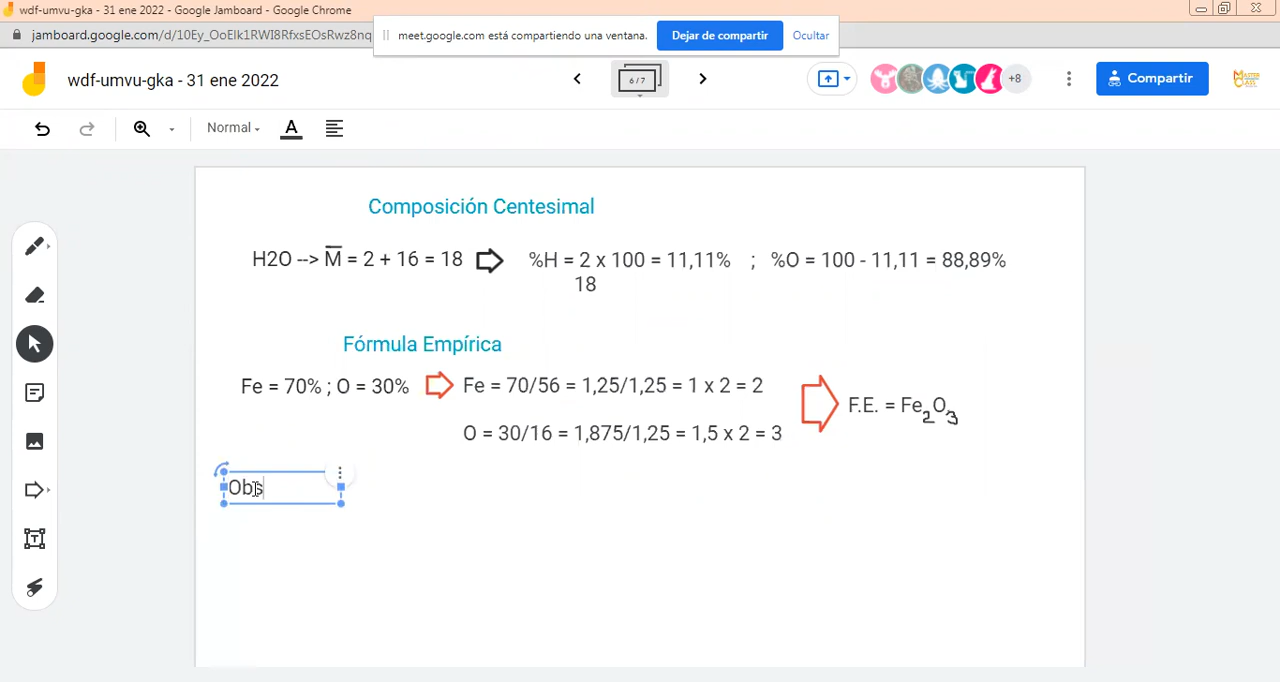 wdf-umvu-gka - 31 ene 2022 - Google Jamboard - Google Chrome
jamboard.google.com/d/10Ey_OoEIk1RWI8RfxsEOsRwz8nq
meet.google.com está compartiendo una ventana. Dejar de compartir Ocultar
wdf-umvu-gka - 31 ene 2022
6 / 7
+8
Compartir
MASTER CLASS
Normal
Composición Centesimal
H2O --> M = 2 + 16 = 18 %H = 2 x 100 = 11,11% ; %O = 100 - 11,11 = 88,89%
18
Fórmula Empírica
Fe = 70% ; O = 30% Fe = 70/56 = 1,25/1,25 = 1 x 2 = 2
F.E. = Fe2O3
O = 30/16 = 1,875/1,25 = 1,5 x 2 = 3
Obs